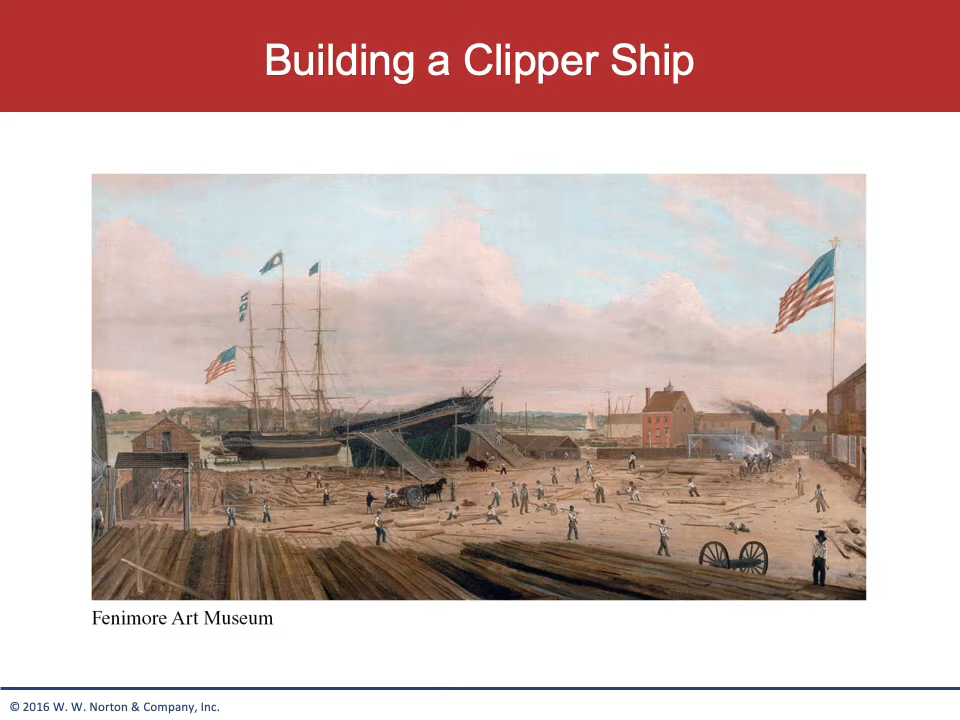 Building a Clipper Ship
Fenimore Art Museum
© 2016 W. W. Norton & Company, Inc.